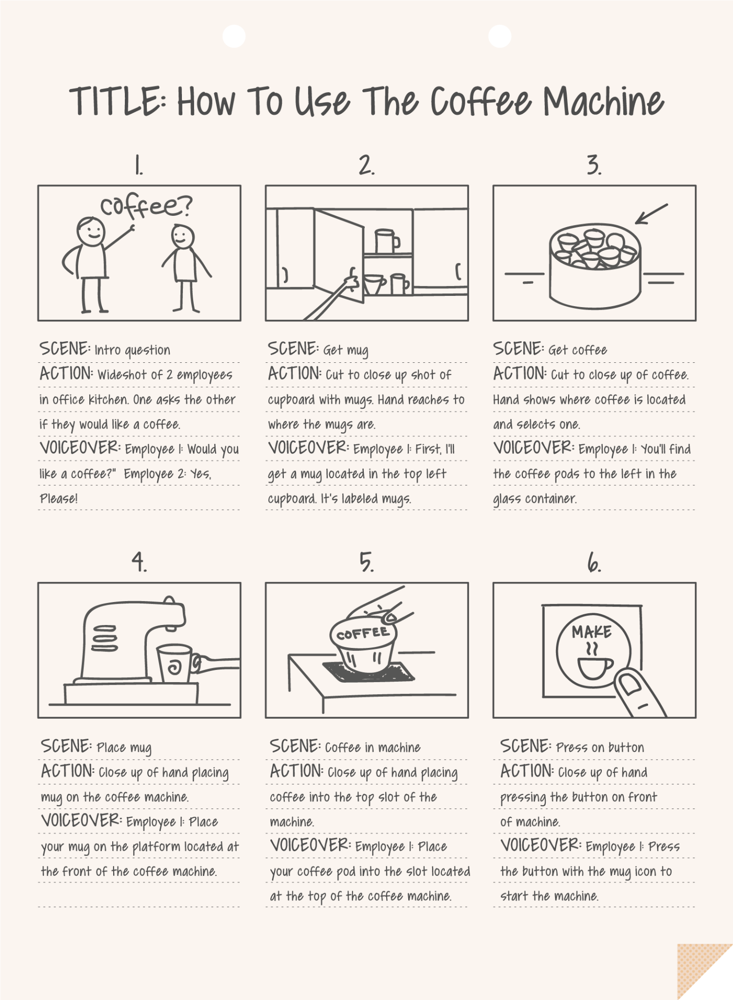 TITLE: How To Use The Coffee Machine
1.
coffee?
SCENE: Intro question
ACTION: Wideshot of 2 employees
in office kitchen. One asks the other
if they would like a coffee.
VOICEOVER: Employee 1: Would you
like a coffee?" Employee 2: Yes,
Please!
2.
SCENE: Get mug
ACTION: Cut to close up shot of
cupboard with mugs. Hand reaches to
where the mugs are.
VOICEOVER: Employee 1: First, I'll
get a mug located in the top left
cupboard. It's labeled mugs.
3.
SCENE: Get coffee
ACTION: Cut to close up of coffee.
Hand shows where coffee is located
and selects one.
VOICEOVER: Employee 1: You'll find
the coffee pods to the left in the
glass container.
4.
SCENE: Place mug
ACTION: Close up of hand placing
mug on the coffee machine.
VOICEOVER: Employee 1: Place
your mug on the platform located at
the front of the coffee machine.
5.
COFFEE
SCENE: Coffee in machine
ACTION: Close up of hand placing
coffee into the top slot of the
machine.
VOICEOVER: Employee 1: Place
your coffee pod into the slot located
at the top of the coffee machine.
6.
MAKE
SCENE: Press on button
ACTION: Close up of hand
pressing the button on front
of machine.
VOICEOVER: Employee 1: Press
the button with the mug icon to
start the machine.